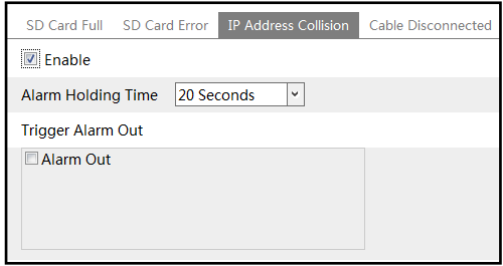 SD Card Full SD Card Error IP Address Collision Cable Disconnected
Enable
Alarm Holding Time 20 Seconds
Trigger Alarm Out
Alarm Out